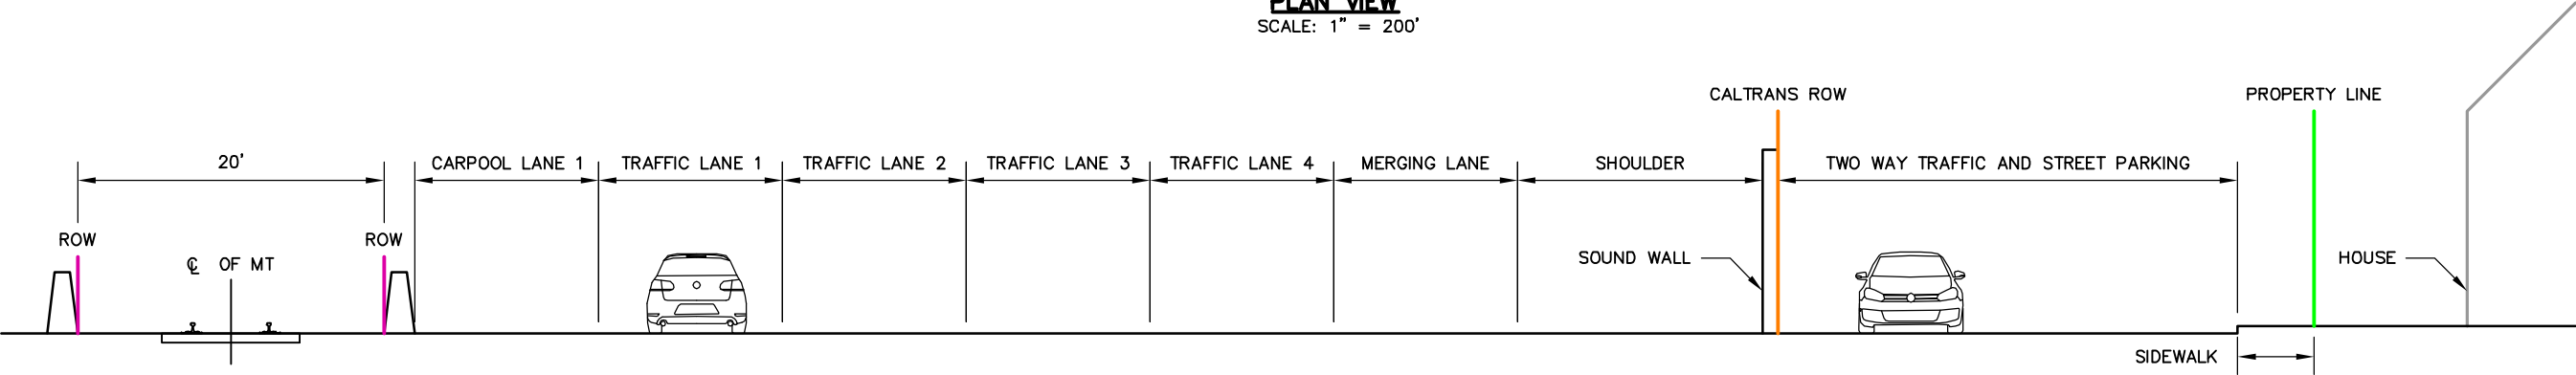 PLAN VIEW
SCALE: 1" = 200'
CALTRANS ROW
PROPERTY LINE
20'
CARPOOL LANE 1
TRAFFIC LANE 1
TRAFFIC LANE 2
TRAFFIC LANE 3
TRAFFIC LANE 4
MERGING LANE
SHOULDER
TWO WAY TRAFFIC AND STREET PARKING
ROW
ROW
℄ OF MT
SOUND WALL
HOUSE
SIDEWALK